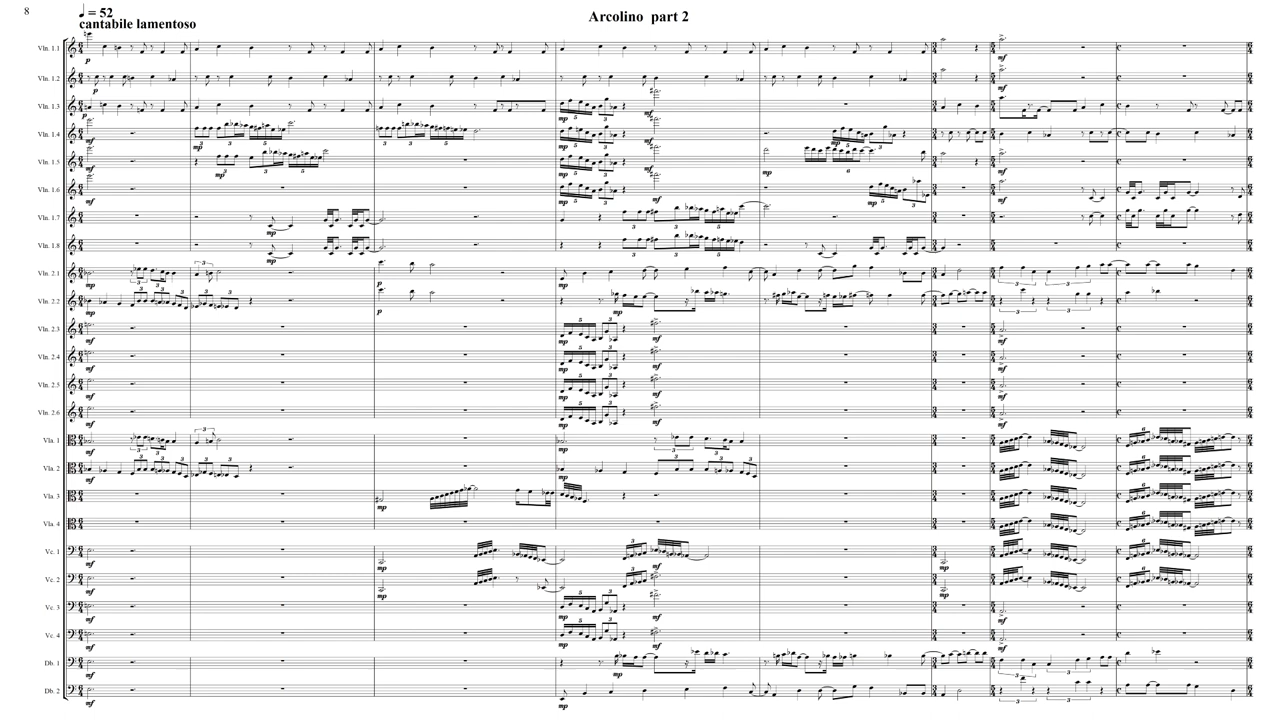 8
♩ = 52
Arcolino part 2
cantabile lamentoso
Vln. 1.1
Vln. 1.2
Vln. 1.3
Vln. 1.4
Vln. 1.5
Vln. 1.6
Vln. 1.7
Vln. 1.8
Vln. 2.1
Vln. 2.2
Vln. 2.3
Vln. 2.4
Vln. 2.5
Vln. 2.6
Vla. 1
Vla. 2
Vla. 3
Vla. 4
Vc. 1
Vc. 2
Vc. 3
Vc. 4
Db. 1
Db. 2